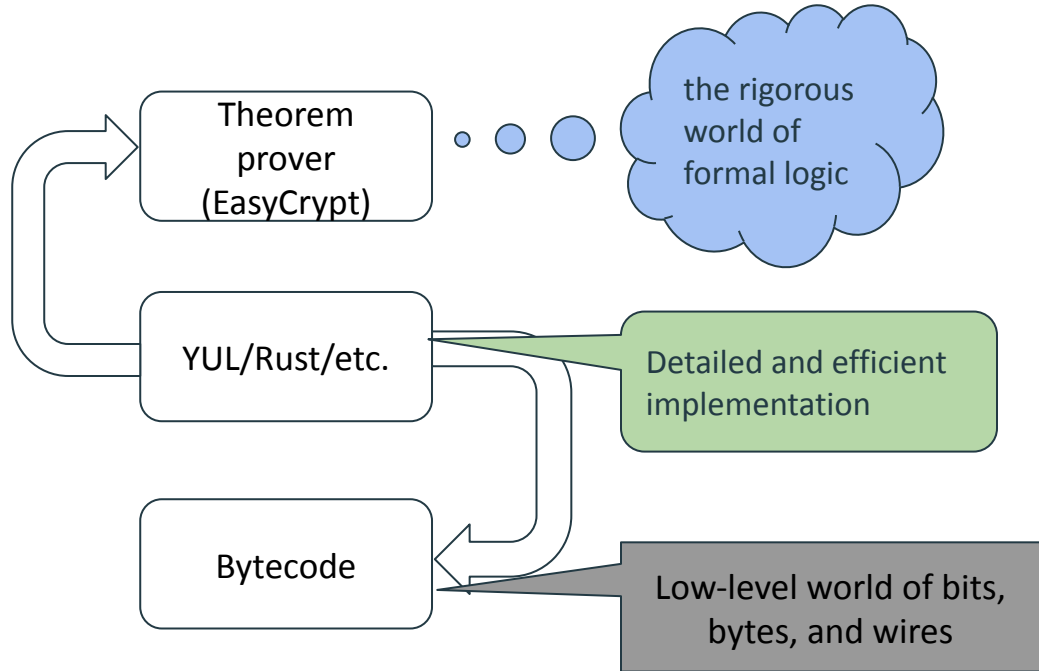 Theorem
prover
(EasyCrypt)
the rigorous
world of
formal logic
YUL/Rust/etc.
Detailed and efficient
implementation
Bytecode
Low-level world of bits,
bytes, and wires